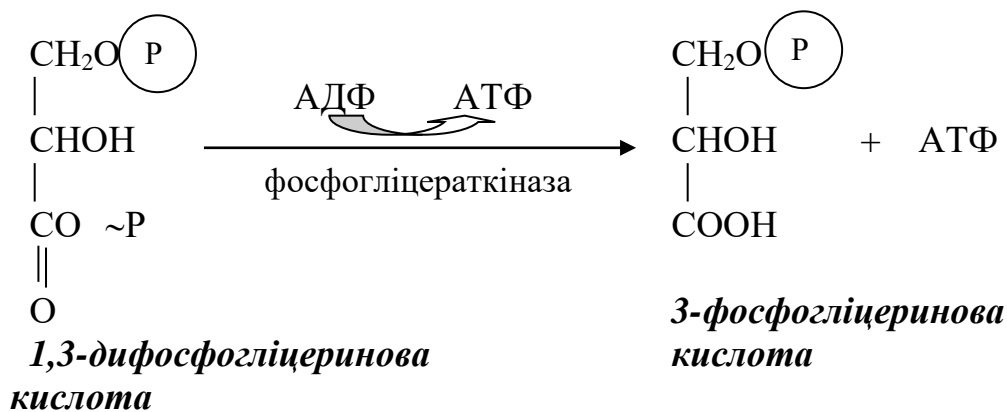 CH₂O P
АДФ АТФ
CHOH
фосфогліцераткіназа
CO ~P
O
1,3-дифосфогліцеринова
кислота
CH₂O P
CHOH + АТФ
COOH
3-фосфогліцеринова
кислота